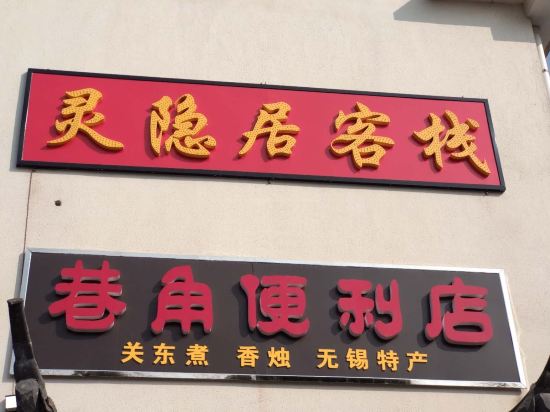 灵隐居客栈
巷角便利店
关东煮 香烛 无锡特产